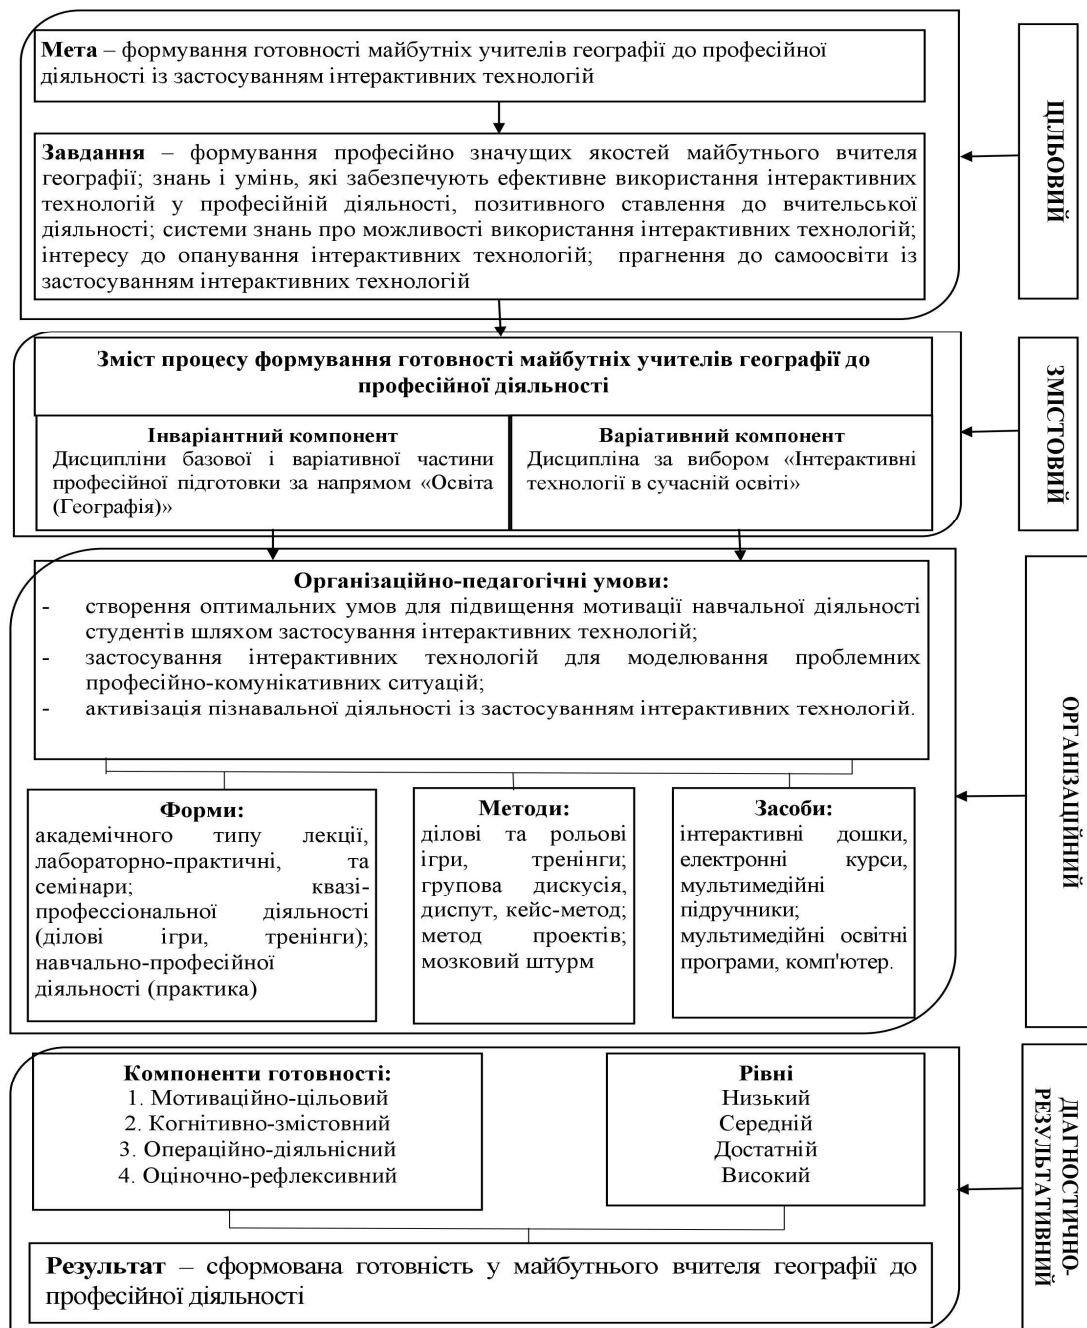 Мета – формування готовності майбутніх учителів географії до професійної
діяльності із застосуванням інтерактивних технологій
ЦІЛЬОВИЙ
Завдання – формування професійно значущих якостей майбутнього вчителя
географії; знань і умінь, які забезпечують ефективне використання інтерактивних
технологій у професійній діяльності, позитивного ставлення до вчительської
діяльності; системи знань про можливості використання інтерактивних технологій;
інтересу до опанування інтерактивних технологій; прагнення до самоосвіти із
застосуванням інтерактивних технологій
Зміст процесу формування готовності майбутніх учителів географії до
професійної діяльності
ЗМІСТОВИЙ
Інваріантний компонент
Дисципліни базової і варіативної частини
професійної підготовки за напрямом «Освіта
(Географія)»
Варіативний компонент
Дисципліна за вибором «Інтерактивні
технології в сучасній освіті»
Організаційно-педагогічні умови:
- створення оптимальних умов для підвищення мотивації навчальної діяльності
студентів шляхом застосування інтерактивних технологій;
- застосування інтерактивних технологій для моделювання проблемних
професійно-комунікативних ситуацій;
- активізація пізнавальної діяльності із застосуванням інтерактивних технологій.
ОРГАНІЗАЦІЙНИЙ
Форми:
академічного типу лекції,
лабораторно-практичні, та
семінари; квазі-
профессіональної діяльності
(ділові ігри, тренінги);
навчально-професійної
діяльності (практика)
Методи:
ділові та рольові
ігри, тренінги;
групова дискусія,
диспут, кейс-метод;
метод проектів;
мозковий штурм
Засоби:
інтерактивні дошки,
електронні курси,
мультимедійні
підручники;
мультимедійні освітні
програми, комп'ютер.
Компоненти готовності:
1. Мотиваційно-цільовий
2. Когнітивно-змістовний
3. Операційно-діяльнісний
4. Оціночно-рефлексивний
Рівні
Низький
Середній
Достатній
Високий
ДІАГНОСТИЧНО-
РЕЗУЛЬТАТИВНИЙ
Результат – сформована готовність у майбутнього вчителя географії до
професійної діяльності